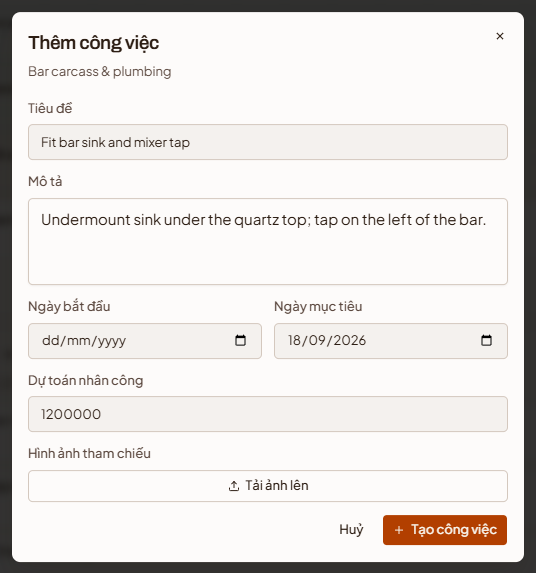 Thêm công việc
Bar carcass & plumbing
Tiêu đề
Fit bar sink and mixer tap
Mô tả
Undermount sink under the quartz top; tap on the left of the bar.
Ngày bắt đầu
Ngày mục tiêu
dd/mm/yyyy
18/09/2026
Dự toán nhân công
1200000
Hình ảnh tham chiếu
Tải ảnh lên
Huỷ
+ Tạo công việc